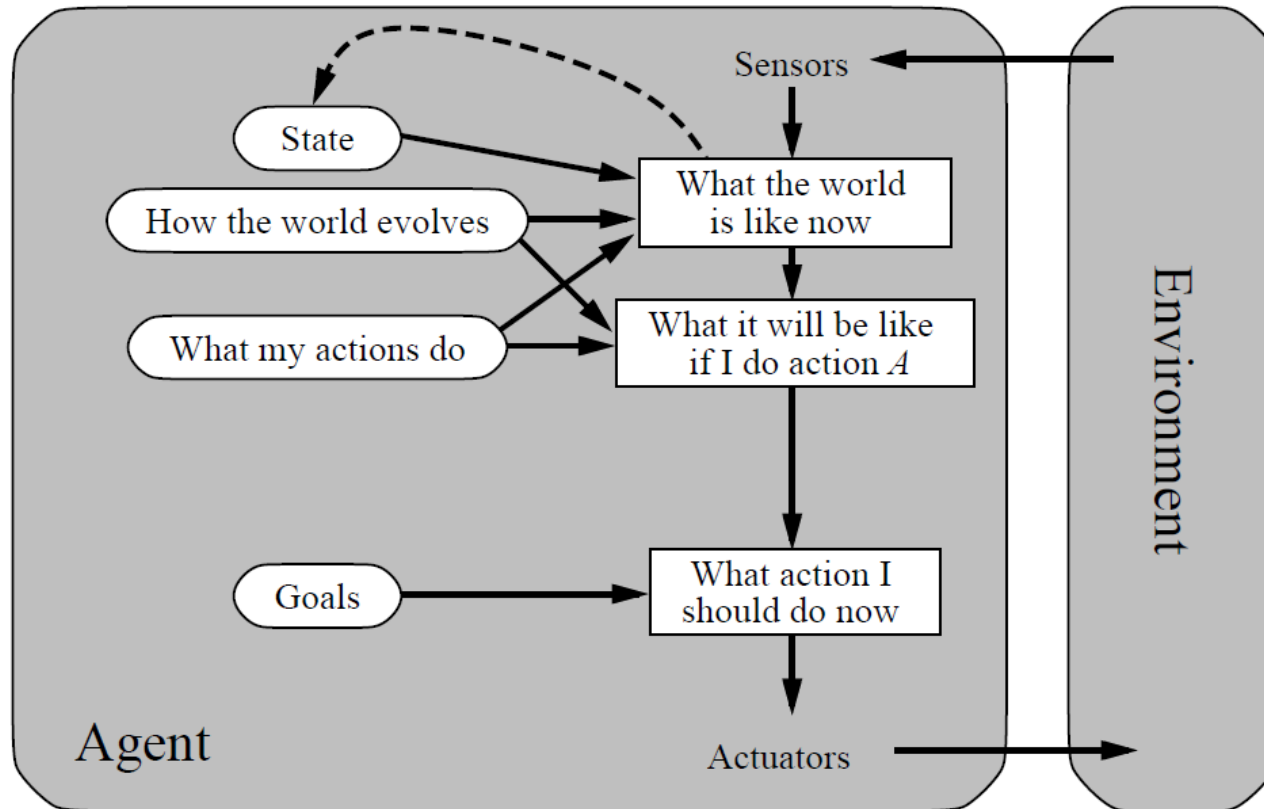 Sensors
State
What the world
is like now
How the world evolves
What my actions do
What it will be like
if I do action A
Goals
What action I
should do now
Agent
Actuators
Environment